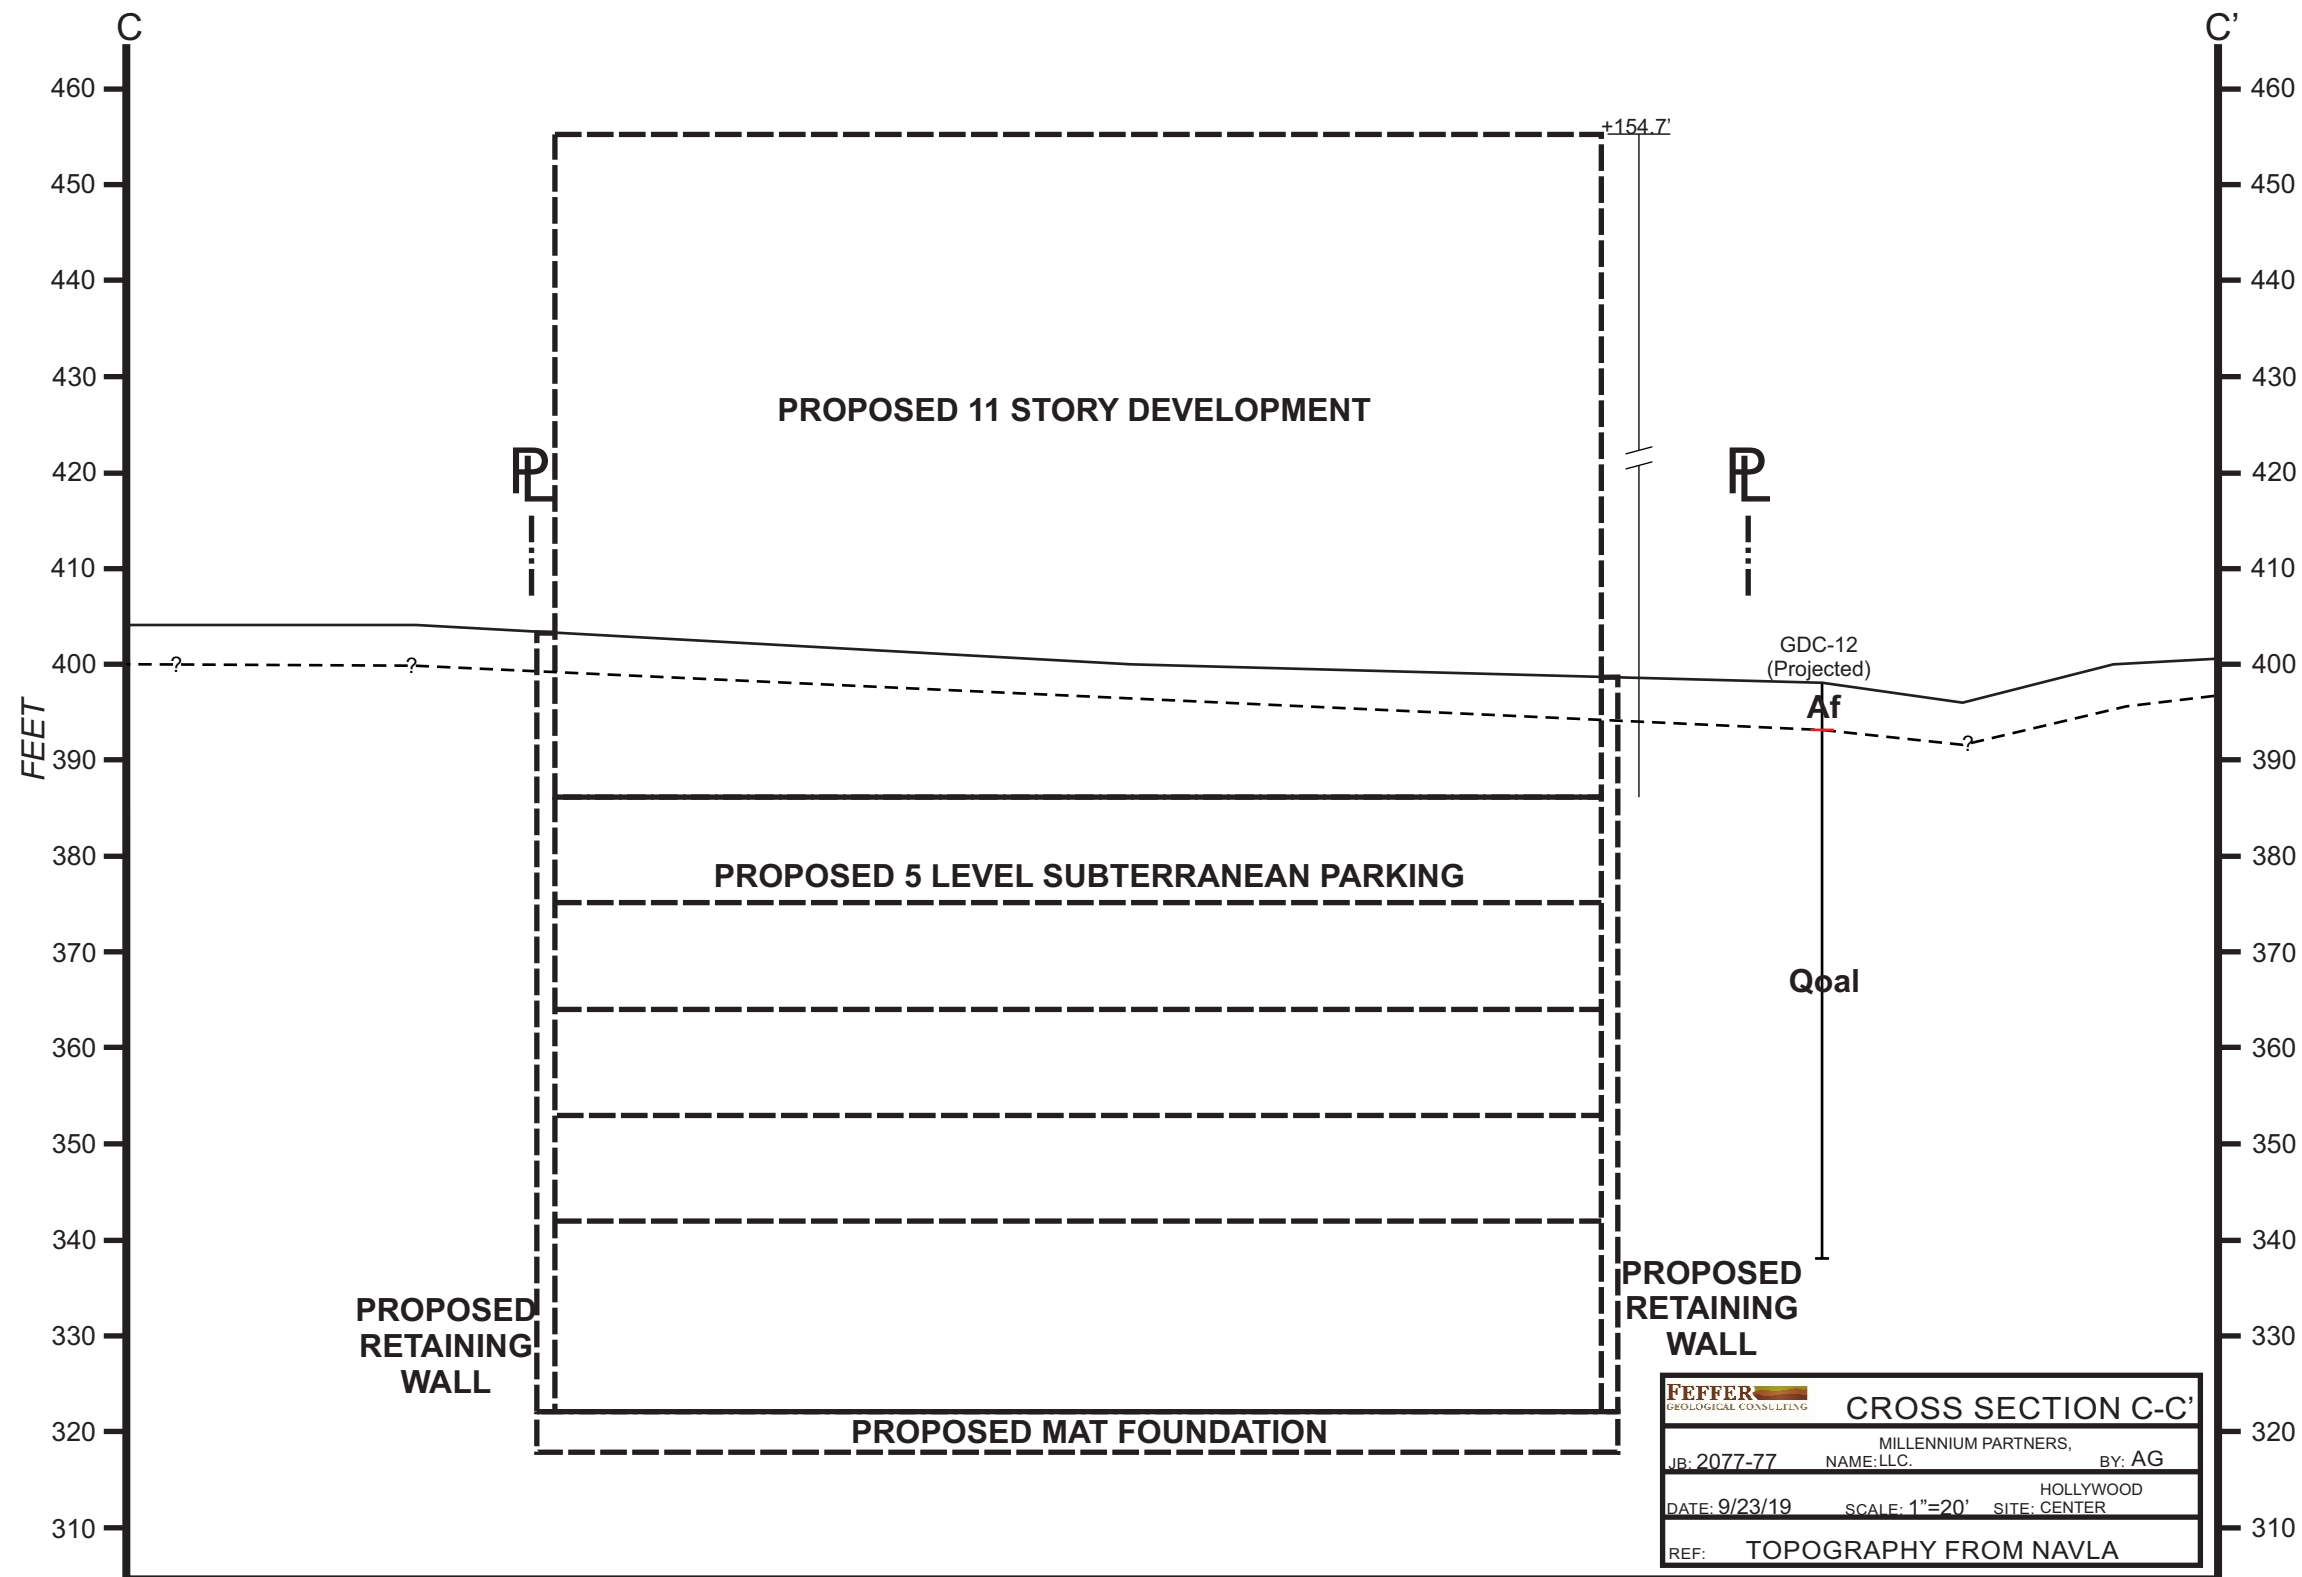 C
C’
460
460
+154.7’
450
450
440
440
430
430
PROPOSED 11 STORY DEVELOPMENT
PL
PL
420
420
410
410
GDC-12
(Projected)
400
?
?
400
Af
FEET
390
?
390
380
PROPOSED 5 LEVEL SUBTERRANEAN PARKING
380
370
370
Qoal
360
360
350
350
340
340
PROPOSED
RETAINING
WALL
PROPOSED
RETAINING
WALL
330
330
320
PROPOSED MAT FOUNDATION
320
310
310
FEFFER
GEOLOGICAL CONSULTING
CROSS SECTION C-C’
JB: 2077-77
NAME: MILLENNIUM PARTNERS,
LLC.
BY: AG
DATE: 9/23/19
SCALE: 1”=20’
SITE: HOLLYWOOD
CENTER
REF: TOPOGRAPHY FROM NAVLA